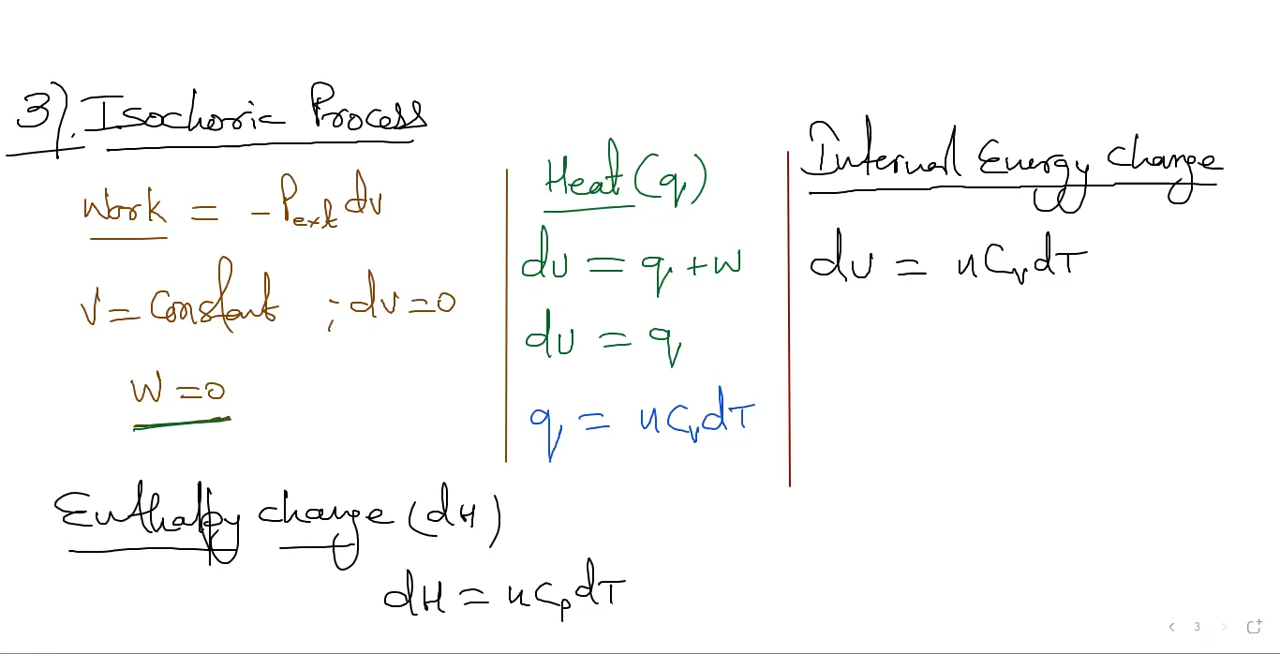 3). Isochoric Process
Work = -Pext dv
V = Constant ; dv = 0
W = 0
Heat (q)
dU = q + W
dU = q
q = nCvdT
Internal Energy Change
dU = nCvdT
Enthalpy change (dH)
dH = nCpdT
3